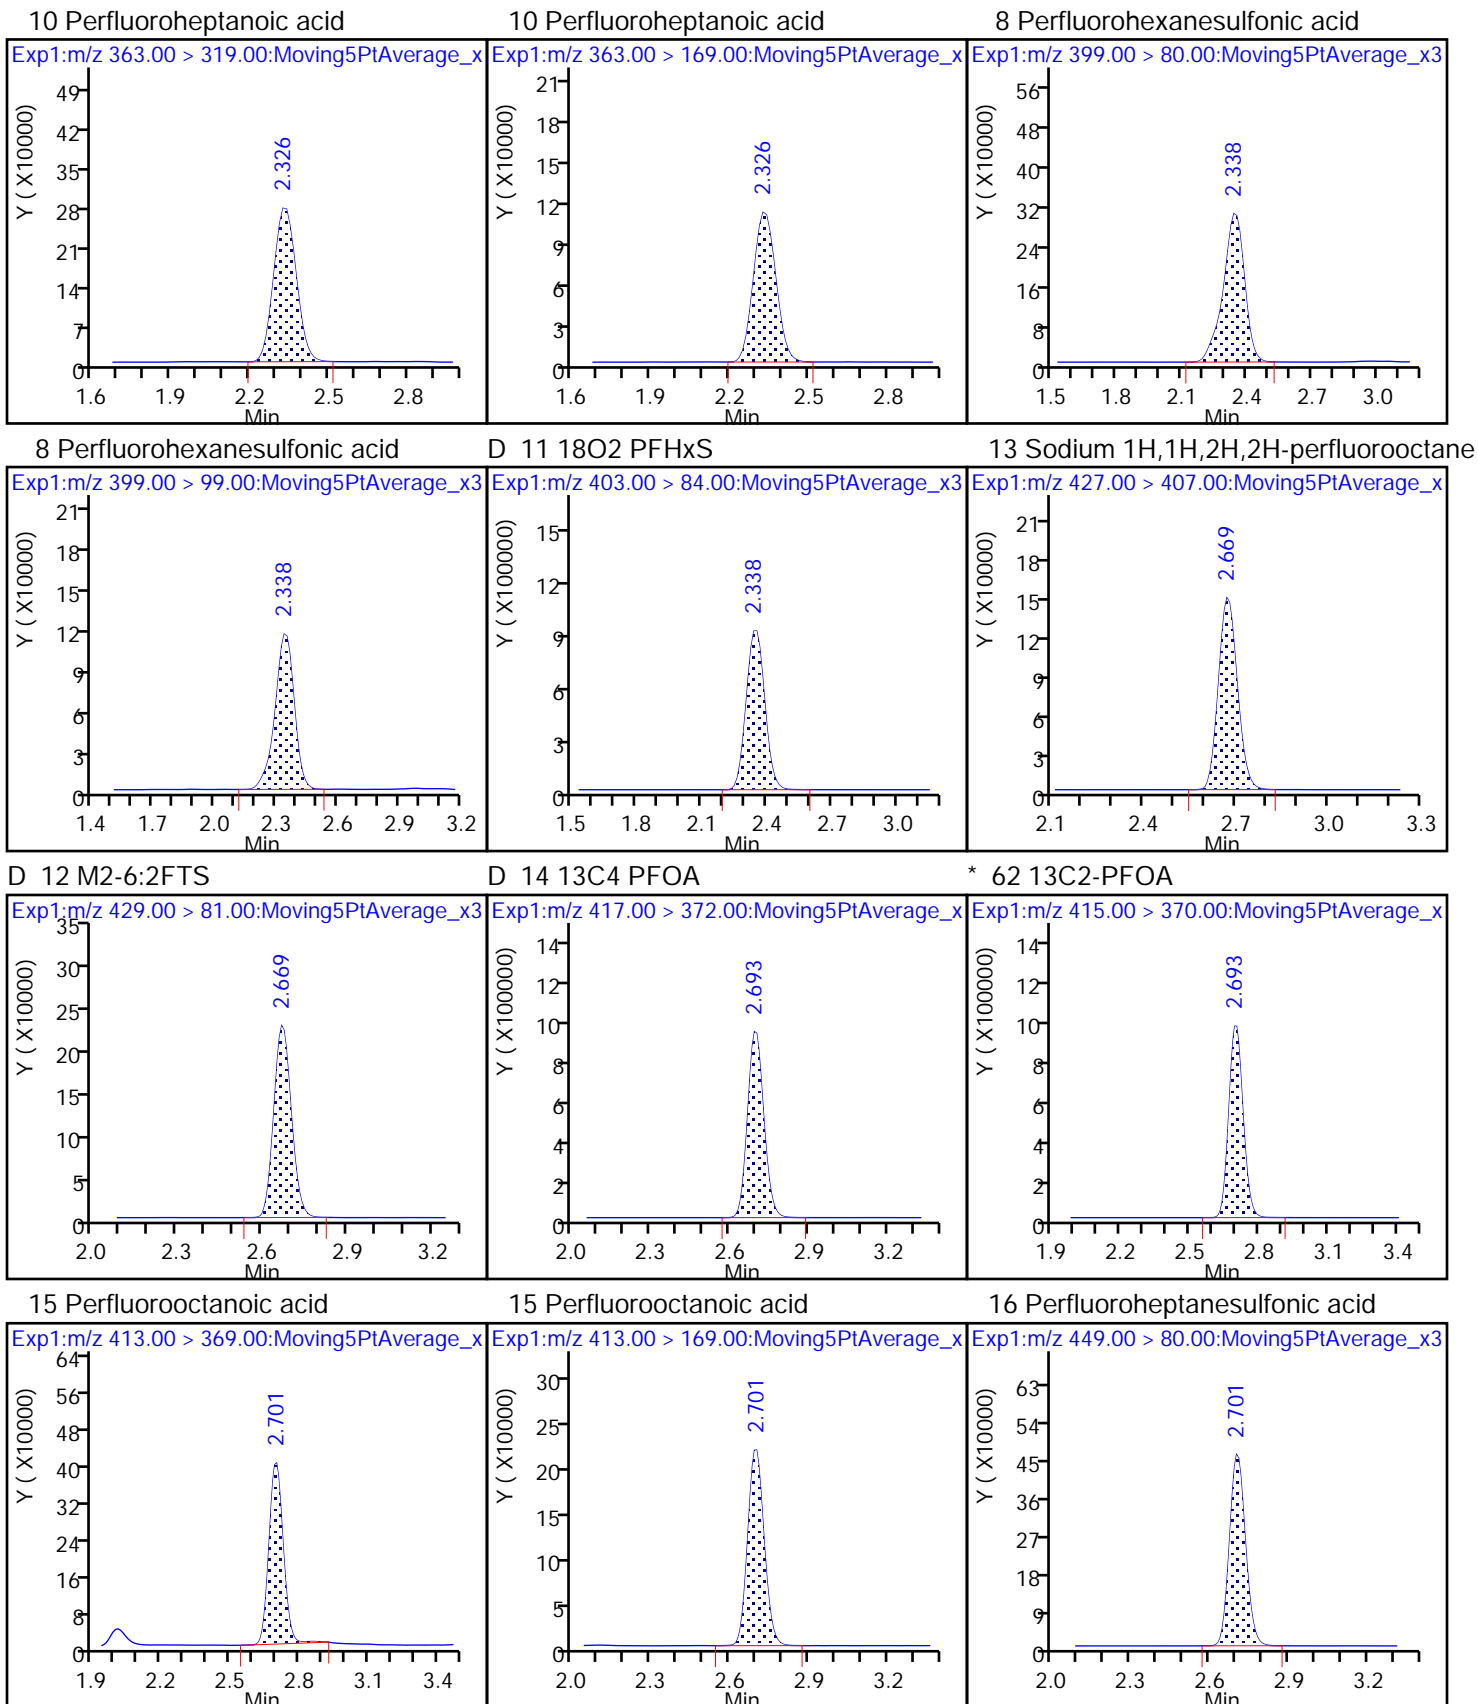 10 Perfluoroheptanoic acid
Exp1:m/z 363.00 > 319.00:Moving5PtAverage_x
Y ( X10000)
49
42
35
28
21
14
7
0
2.326
1.6 1.9 2.2 2.5 2.8
Min
10 Perfluoroheptanoic acid
Exp1:m/z 363.00 > 169.00:Moving5PtAverage_x
Y ( X10000)
21
18
15
12
9
6
3
0
2.326
1.6 1.9 2.2 2.5 2.8
Min
8 Perfluorohexanesulfonic acid
Exp1:m/z 399.00 > 80.00:Moving5PtAverage_x3
Y ( X10000)
56
48
40
32
24
16
8
0
2.338
1.5 1.8 2.1 2.4 2.7 3.0
Min
8 Perfluorohexanesulfonic acid
Exp1:m/z 399.00 > 99.00:Moving5PtAverage_x3
Y ( X10000)
21
18
15
12
9
6
3
0
2.338
1.4 1.7 2.0 2.3 2.6 2.9 3.2
Min
D 11 18O2 PFHxS
Exp1:m/z 403.00 > 84.00:Moving5PtAverage_x3
Y ( X100000)
15
12
9
6
3
0
2.338
1.5 1.8 2.1 2.4 2.7 3.0
Min
13 Sodium 1H,1H,2H,2H-perfluorooctane
Exp1:m/z 427.00 > 407.00:Moving5PtAverage_x
Y ( X10000)
21
18
15
12
9
6
3
0
2.669
2.1 2.4 2.7 3.0 3.3
Min
D 12 M2-6:2FTS
Exp1:m/z 429.00 > 81.00:Moving5PtAverage_x3
Y ( X10000)
35
30
25
20
15
10
5
0
2.669
2.0 2.3 2.6 2.9 3.2
Min
D 14 13C4 PFOA
Exp1:m/z 417.00 > 372.00:Moving5PtAverage_x
Y ( X100000)
14
12
10
8
6
4
2
0
2.693
2.0 2.3 2.6 2.9 3.2
Min
* 62 13C2-PFOA
Exp1:m/z 415.00 > 370.00:Moving5PtAverage_x
Y ( X100000)
14
12
10
8
6
4
2
0
2.693
1.9 2.2 2.5 2.8 3.1 3.4
Min
15 Perfluorooctanoic acid
Exp1:m/z 413.00 > 369.00:Moving5PtAverage_x
Y ( X10000)
64
56
48
40
32
24
16
8
0
2.701
1.9 2.2 2.5 2.8 3.1 3.4
Min
15 Perfluorooctanoic acid
Exp1:m/z 413.00 > 169.00:Moving5PtAverage_x
Y ( X10000)
30
25
20
15
10
5
0
2.701
2.0 2.3 2.6 2.9 3.2
Min
16 Perfluoroheptanesulfonic acid
Exp1:m/z 449.00 > 80.00:Moving5PtAverage_x3
Y ( X10000)
63
54
45
36
27
18
9
0
2.701
2.0 2.3 2.6 2.9 3.2
Min